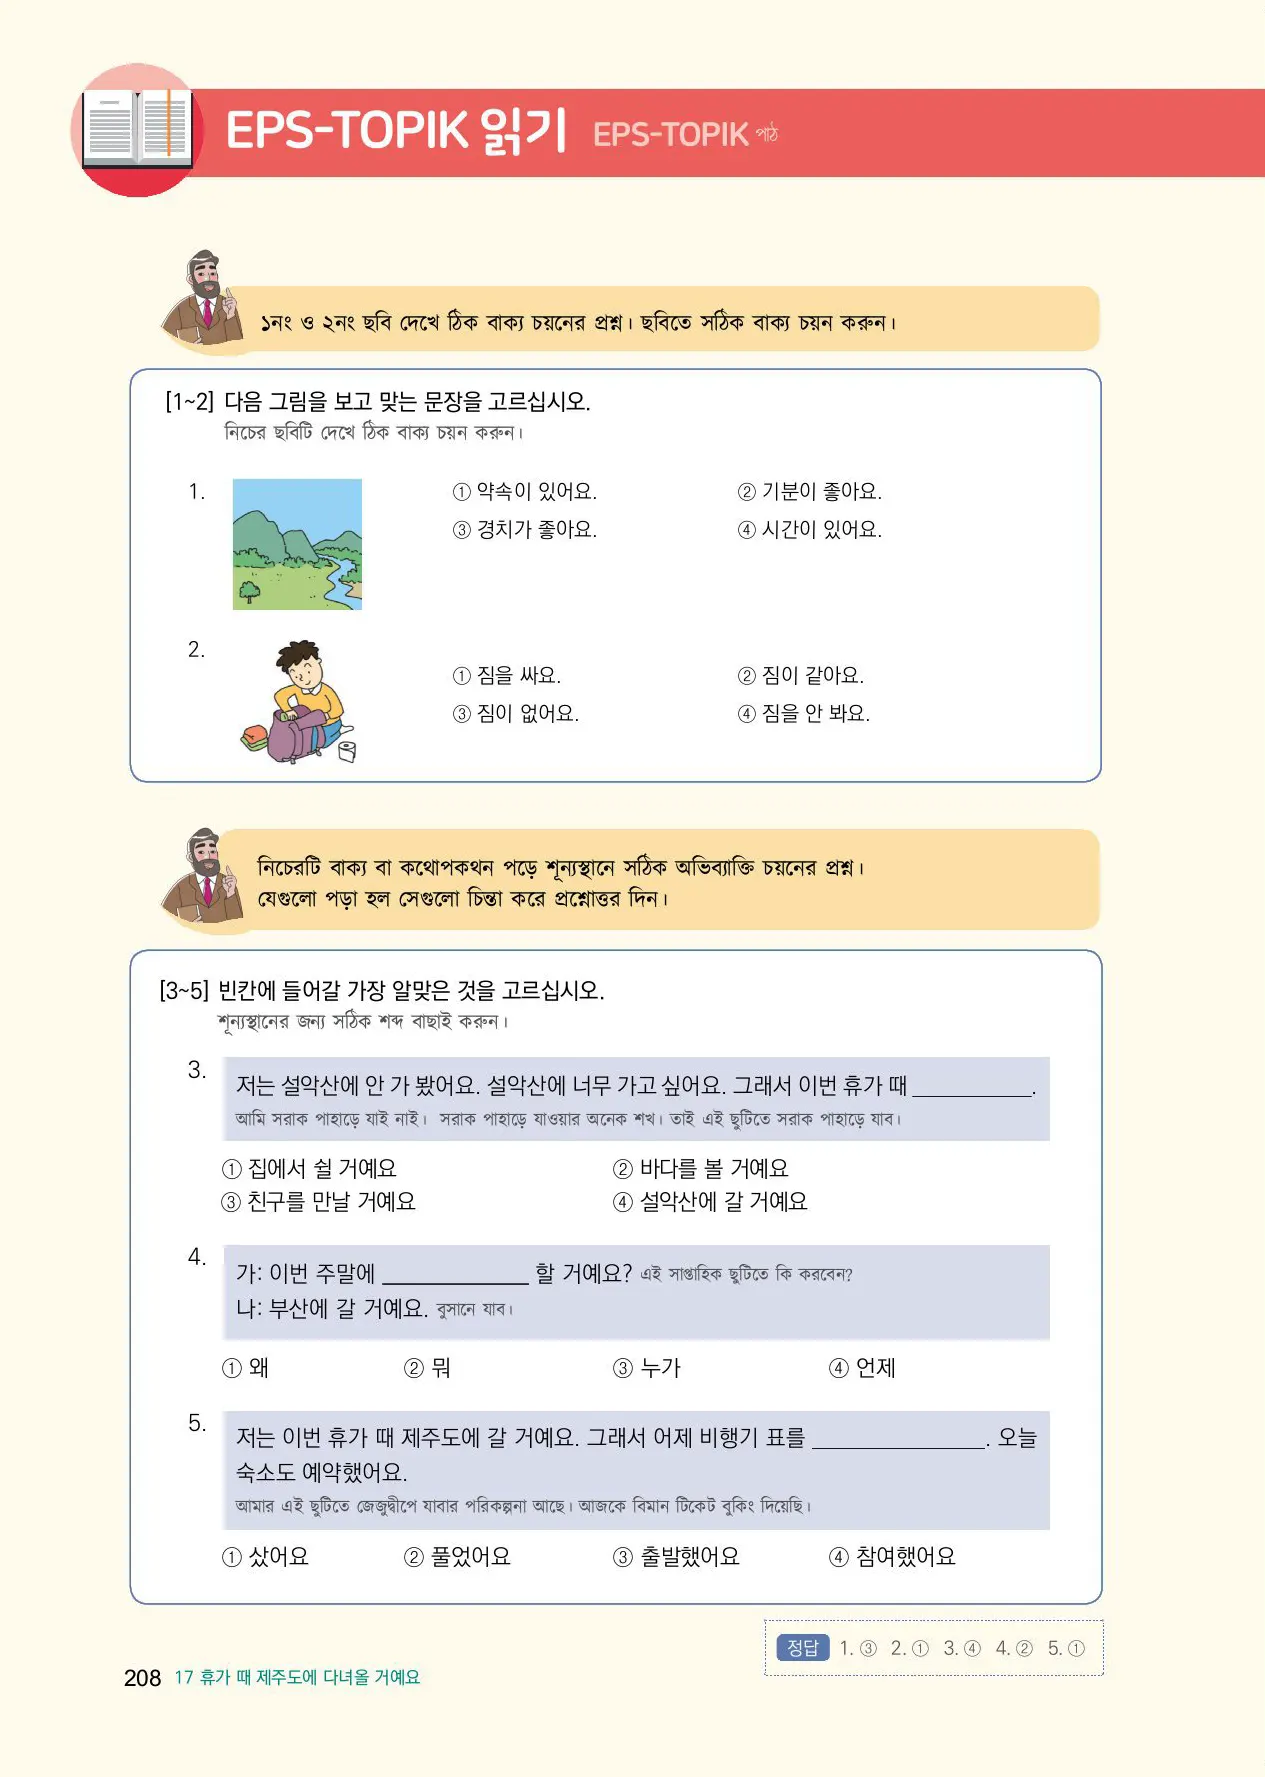 EPS-TOPIK 읽기 EPS-TOPIK পাঠ
১নং ও ২নং ছবি দেখে ঠিক বাক্য চয়নের প্রশ্ন। ছবিতে সঠিক বাক্য চয়ন করুন।
[1~2] 다음 그림을 보고 맞는 문장을 고르십시오.
নিচের ছবিটি দেখে ঠিক বাক্য চয়ন করুন।
1.
① 약속이 있어요. ② 기분이 좋아요.
③ 경치가 좋아요. ④ 시간이 있어요.
2.
① 짐을 싸요. ② 짐이 같아요.
③ 짐이 없어요. ④ 짐을 안 봐요.
নিচেরটি বাক্য বা কথোপকথন পড়ে শূন্যস্থানে সঠিক অভিব্যাক্তি চয়নের প্রশ্ন।
যেগুলো পড়া হল সেগুলো চিন্তা করে প্রশ্নোত্তর দিন।
[3~5] 빈칸에 들어갈 가장 알맞은 것을 고르십시오.
শূন্যস্থানের জন্য সঠিক শব্দ বাছাই করুন।
3. 저는 설악산에 안 가 봤어요. 설악산에 너무 가고 싶어요. 그래서 이번 휴가 때 ___________.
আমি সরাক পাহাড়ে যাই নাই। সরাক পাহাড়ে যাওয়ার অনেক শখ। তাই এই ছুটিতে সরাক পাহাড়ে যাব।
① 집에서 쉴 거예요 ② 바다를 볼 거예요
③ 친구를 만날 거예요 ④ 설악산에 갈 거예요
4. 가: 이번 주말에 _____________ 할 거예요? এই সাপ্তাহিক ছুটিতে কি করবেন?
나: 부산에 갈 거예요. বুসানে যাব।
① 왜 ② 뭐 ③ 누가 ④ 언제
5. 저는 이번 휴가 때 제주도에 갈 거예요. 그래서 어제 비행기 표를 ________________. 오늘
숙소도 예약했어요.
আমার এই ছুটিতে জেজুদ্বীপে যাবার পরিকল্পনা আছে। আজকে বিমান টিকেট বুকিং দিয়েছি।
① 샀어요 ② 풀었어요 ③ 출발했어요 ④ 참여했어요
정답 1. ③ 2. ① 3. ④ 4. ② 5. ①
208 17 휴가 때 제주도에 다녀올 거예요